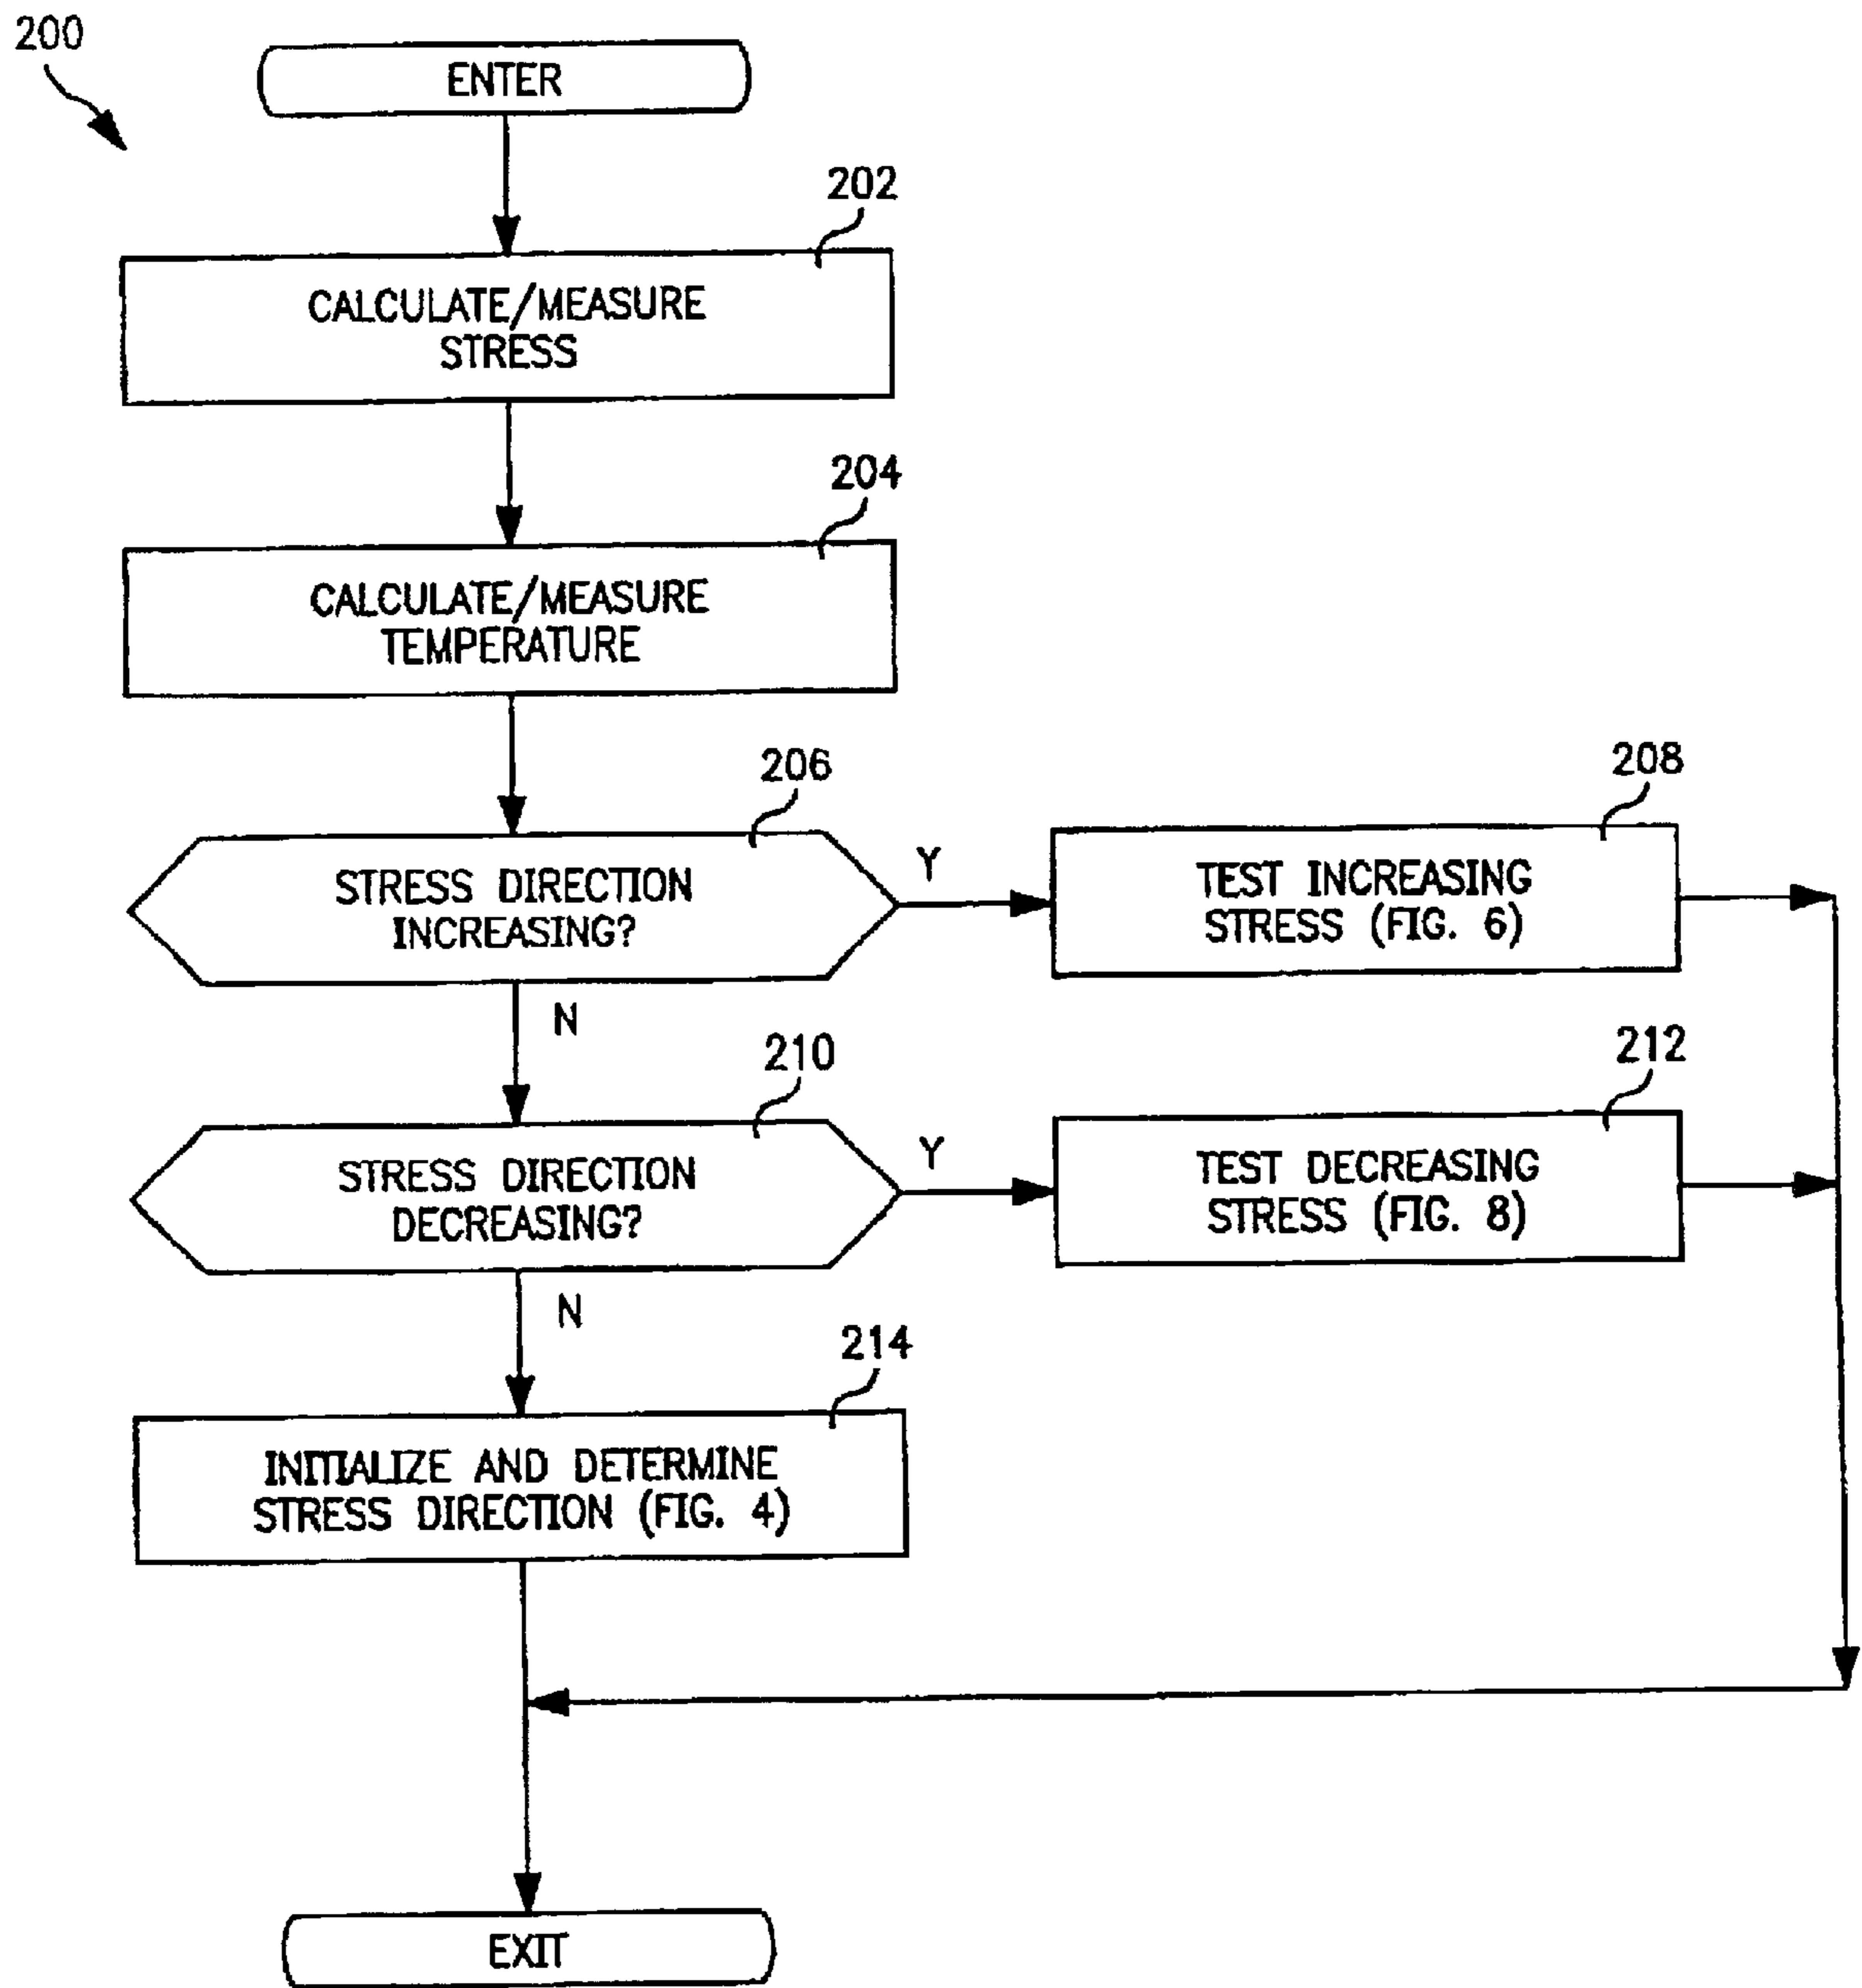 200
ENTER
202
CALCULATE/MEASURE
STRESS
204
CALCULATE/MEASURE
TEMPERATURE
206
STRESS DIRECTION
INCREASING?
Y
208
TEST INCREASING
STRESS (FIG. 6)
N
210
STRESS DIRECTION
DECREASING?
Y
212
TEST DECREASING
STRESS (FIG. 8)
N
214
INITIALIZE AND DETERMINE
STRESS DIRECTION (FIG. 4)
EXIT